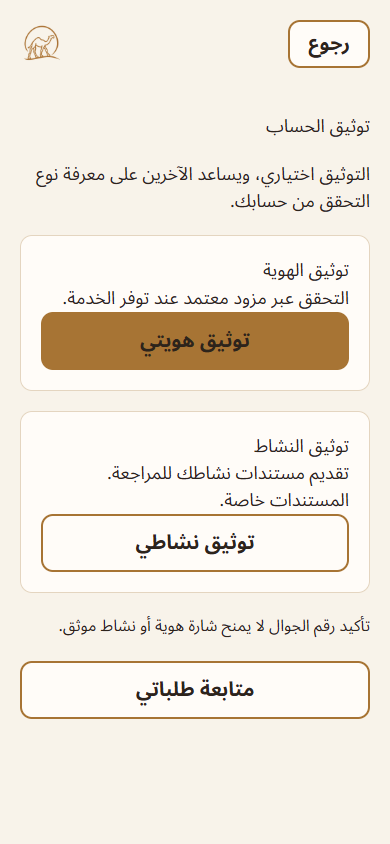 رجوع
توثيق الحساب
التوثيق اختياري، ويساعد الآخرين على معرفة نوع
التحقق من حسابك.
توثيق الهوية
التحقق عبر مزود معتمد عند توفر الخدمة.
توثيق هويتي
توثيق النشاط
تقديم مستندات نشاطك للمراجعة.
المستندات خاصة.
توثيق نشاطي
تأكيد رقم الجوال لا يمنح شارة هوية أو نشاط موثق.
متابعة طلباتي